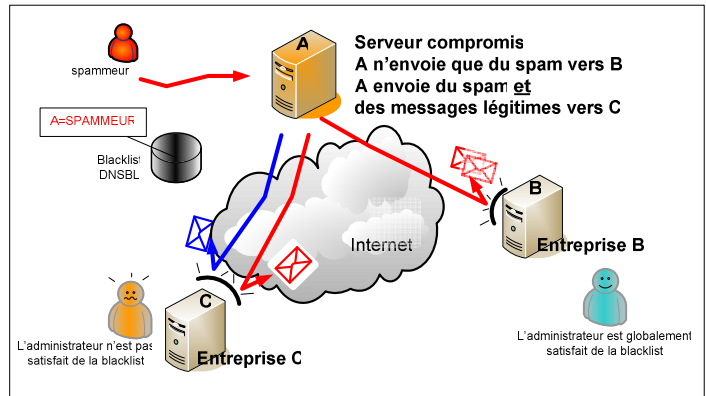 A
Serveur compromis
A n'envoie que du spam vers B
A envoie du spam et
des messages légitimes vers C
spammeur
A=SPAMMEUR
Blacklist
DNSBL
B
Internet
Entreprise B
C
L'administrateur n'est pas
satisfait de la blacklist
Entreprise C
L'administrateur est globalement
satisfait de la blacklist